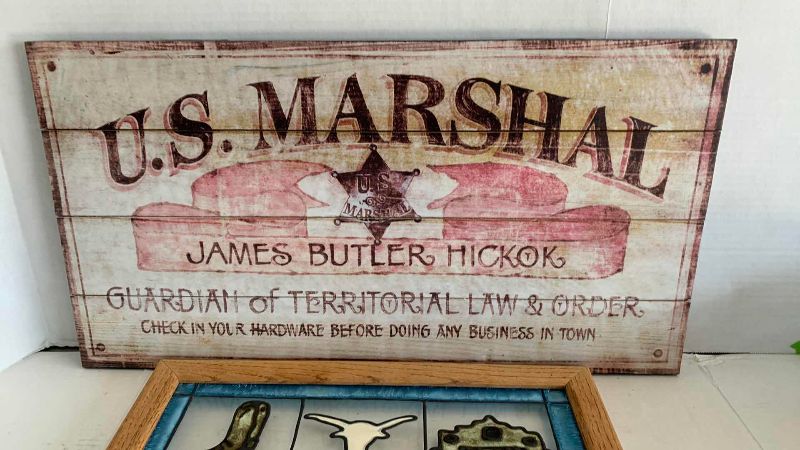 U.S. MARSHAL
U.S.
MARSHAL
JAMES BUTLER HICKOK
GUARDIAN of TERRITORIAL LAW & ORDER
CHECK IN YOUR HARDWARE BEFORE DOING ANY BUSINESS IN TOWN